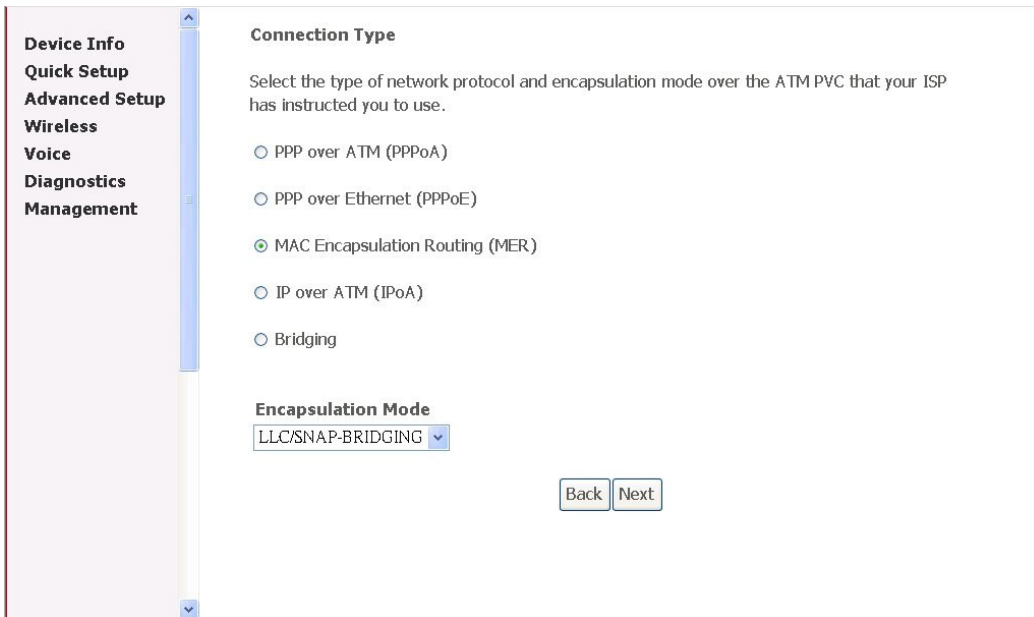 Device Info
Quick Setup
Advanced Setup
Wireless
Voice
Diagnostics
Management
Connection Type
Select the type of network protocol and encapsulation mode over the ATM PVC that your ISP
has instructed you to use.
PPP over ATM (PPPoA)
PPP over Ethernet (PPPoE)
MAC Encapsulation Routing (MER)
IP over ATM (IPoA)
Bridging
Encapsulation Mode
LLC/SNAP-BRIDGING
Back Next